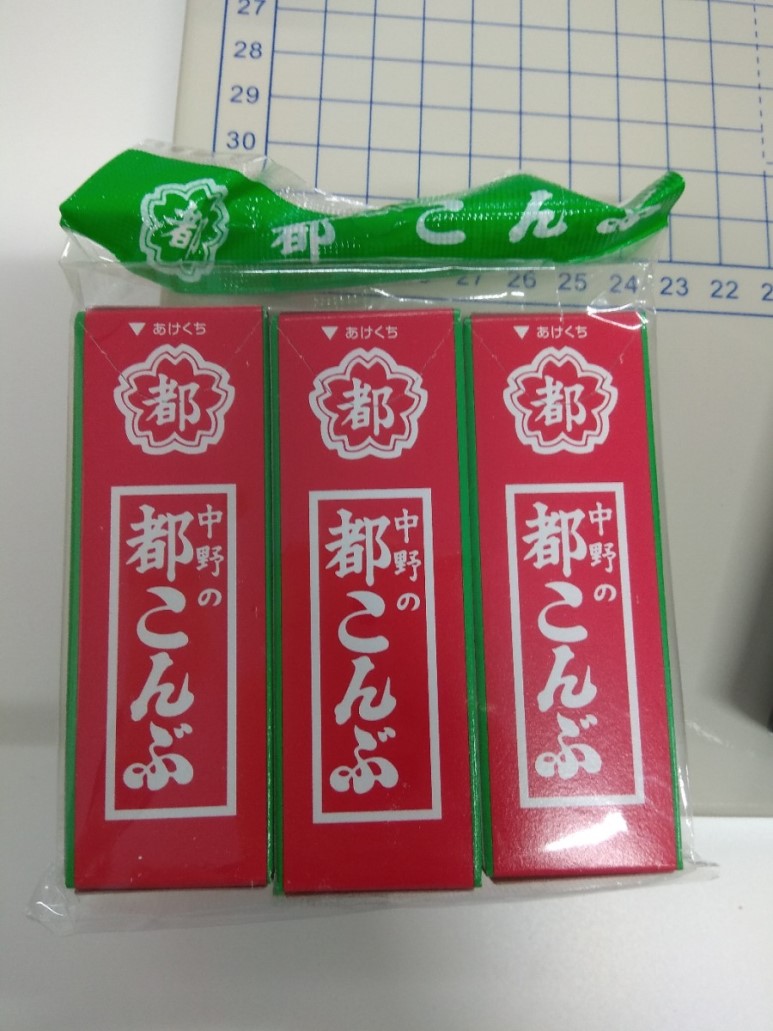 27
28
29
30
都 都こんぶ
27 26 25 24 23 22
あけくち
都
中野の
都こんぶ
あけくち
都
中野の
都こんぶ
あけくち
都
中野の
都こんぶ